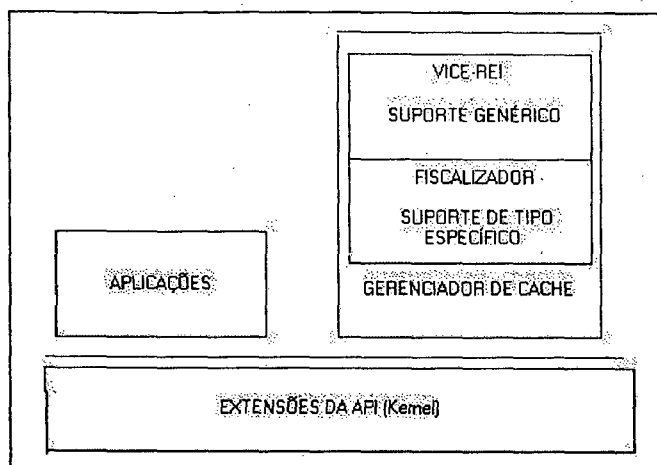 VICE-REI
SUPORTE GENÉRICO
FISCALIZADOR
SUPORTE DE TIPO
ESPECÍFICO
APLICAÇÕES
GERENCIADOR DE CACHE
EXTENSÕES DA API (Kernel)